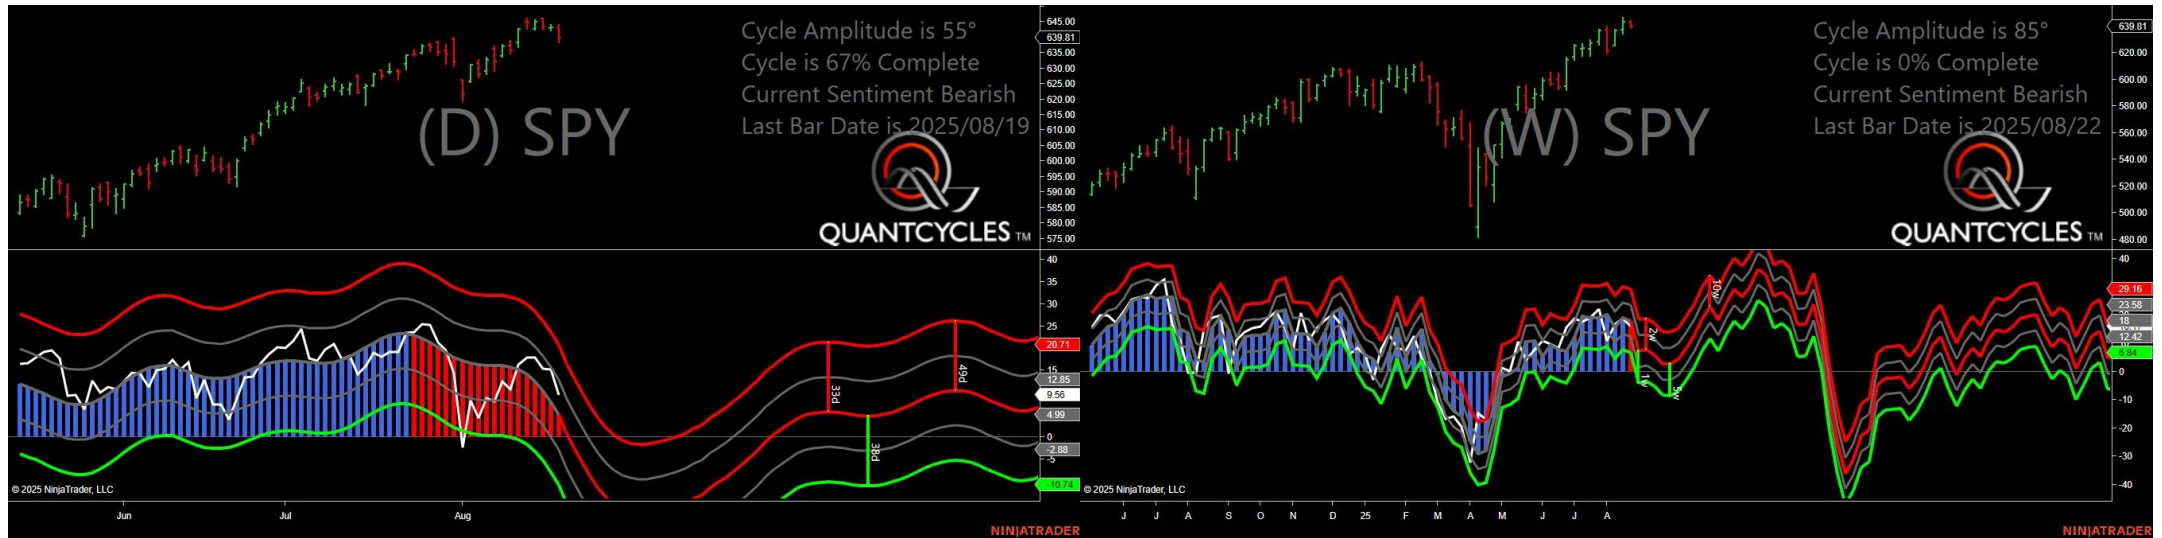 Cycle Amplitude is 55°
Cycle is 67% Complete
Current Sentiment Bearish
Last Bar Date is 2025/08/19
(D) SPY
QUANTCYCLES TM
645.00
639.81
635.00
630.00
625.00
620.00
615.00
610.00
605.00
600.00
595.00
590.00
585.00
580.00
575.00
40
35
30
25
20.71
15
12.85
9.56
4.99
0
-2.88
-5
-10.74
33d
38d
49d
© 2025 NinjaTrader, LLC
Jun Jul Aug
NINJATRADER
Cycle Amplitude is 85°
Cycle is 0% Complete
Current Sentiment Bearish
Last Bar Date is 2025/08/22
(W) SPY
QUANTCYCLES TM
639.81
620.00
600.00
580.00
560.00
540.00
520.00
500.00
480.00
40
29.16
23.58
18
12.42
6.84
0
-10
-20
-30
-40
10w
2w
1w
© 2025 NinjaTrader, LLC
J J A S O N D 25 F M A M J J A
NINJATRADER